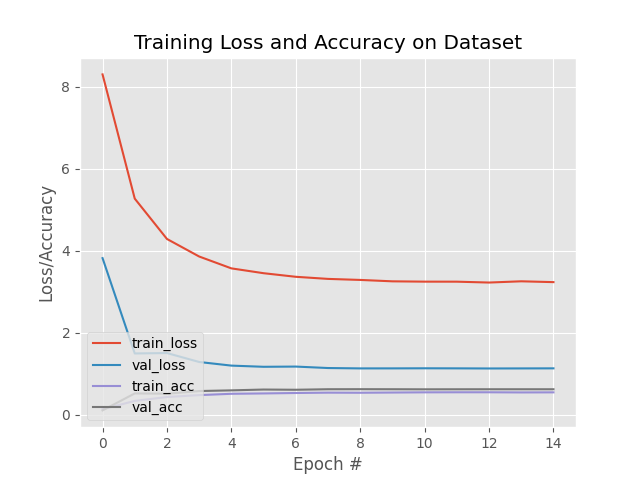 Training Loss and Accuracy on Dataset
Loss/Accuracy
8
6
4
2
0
train_loss
val_loss
train_acc
val_acc
0 2 4 6 8 10 12 14
Epoch #